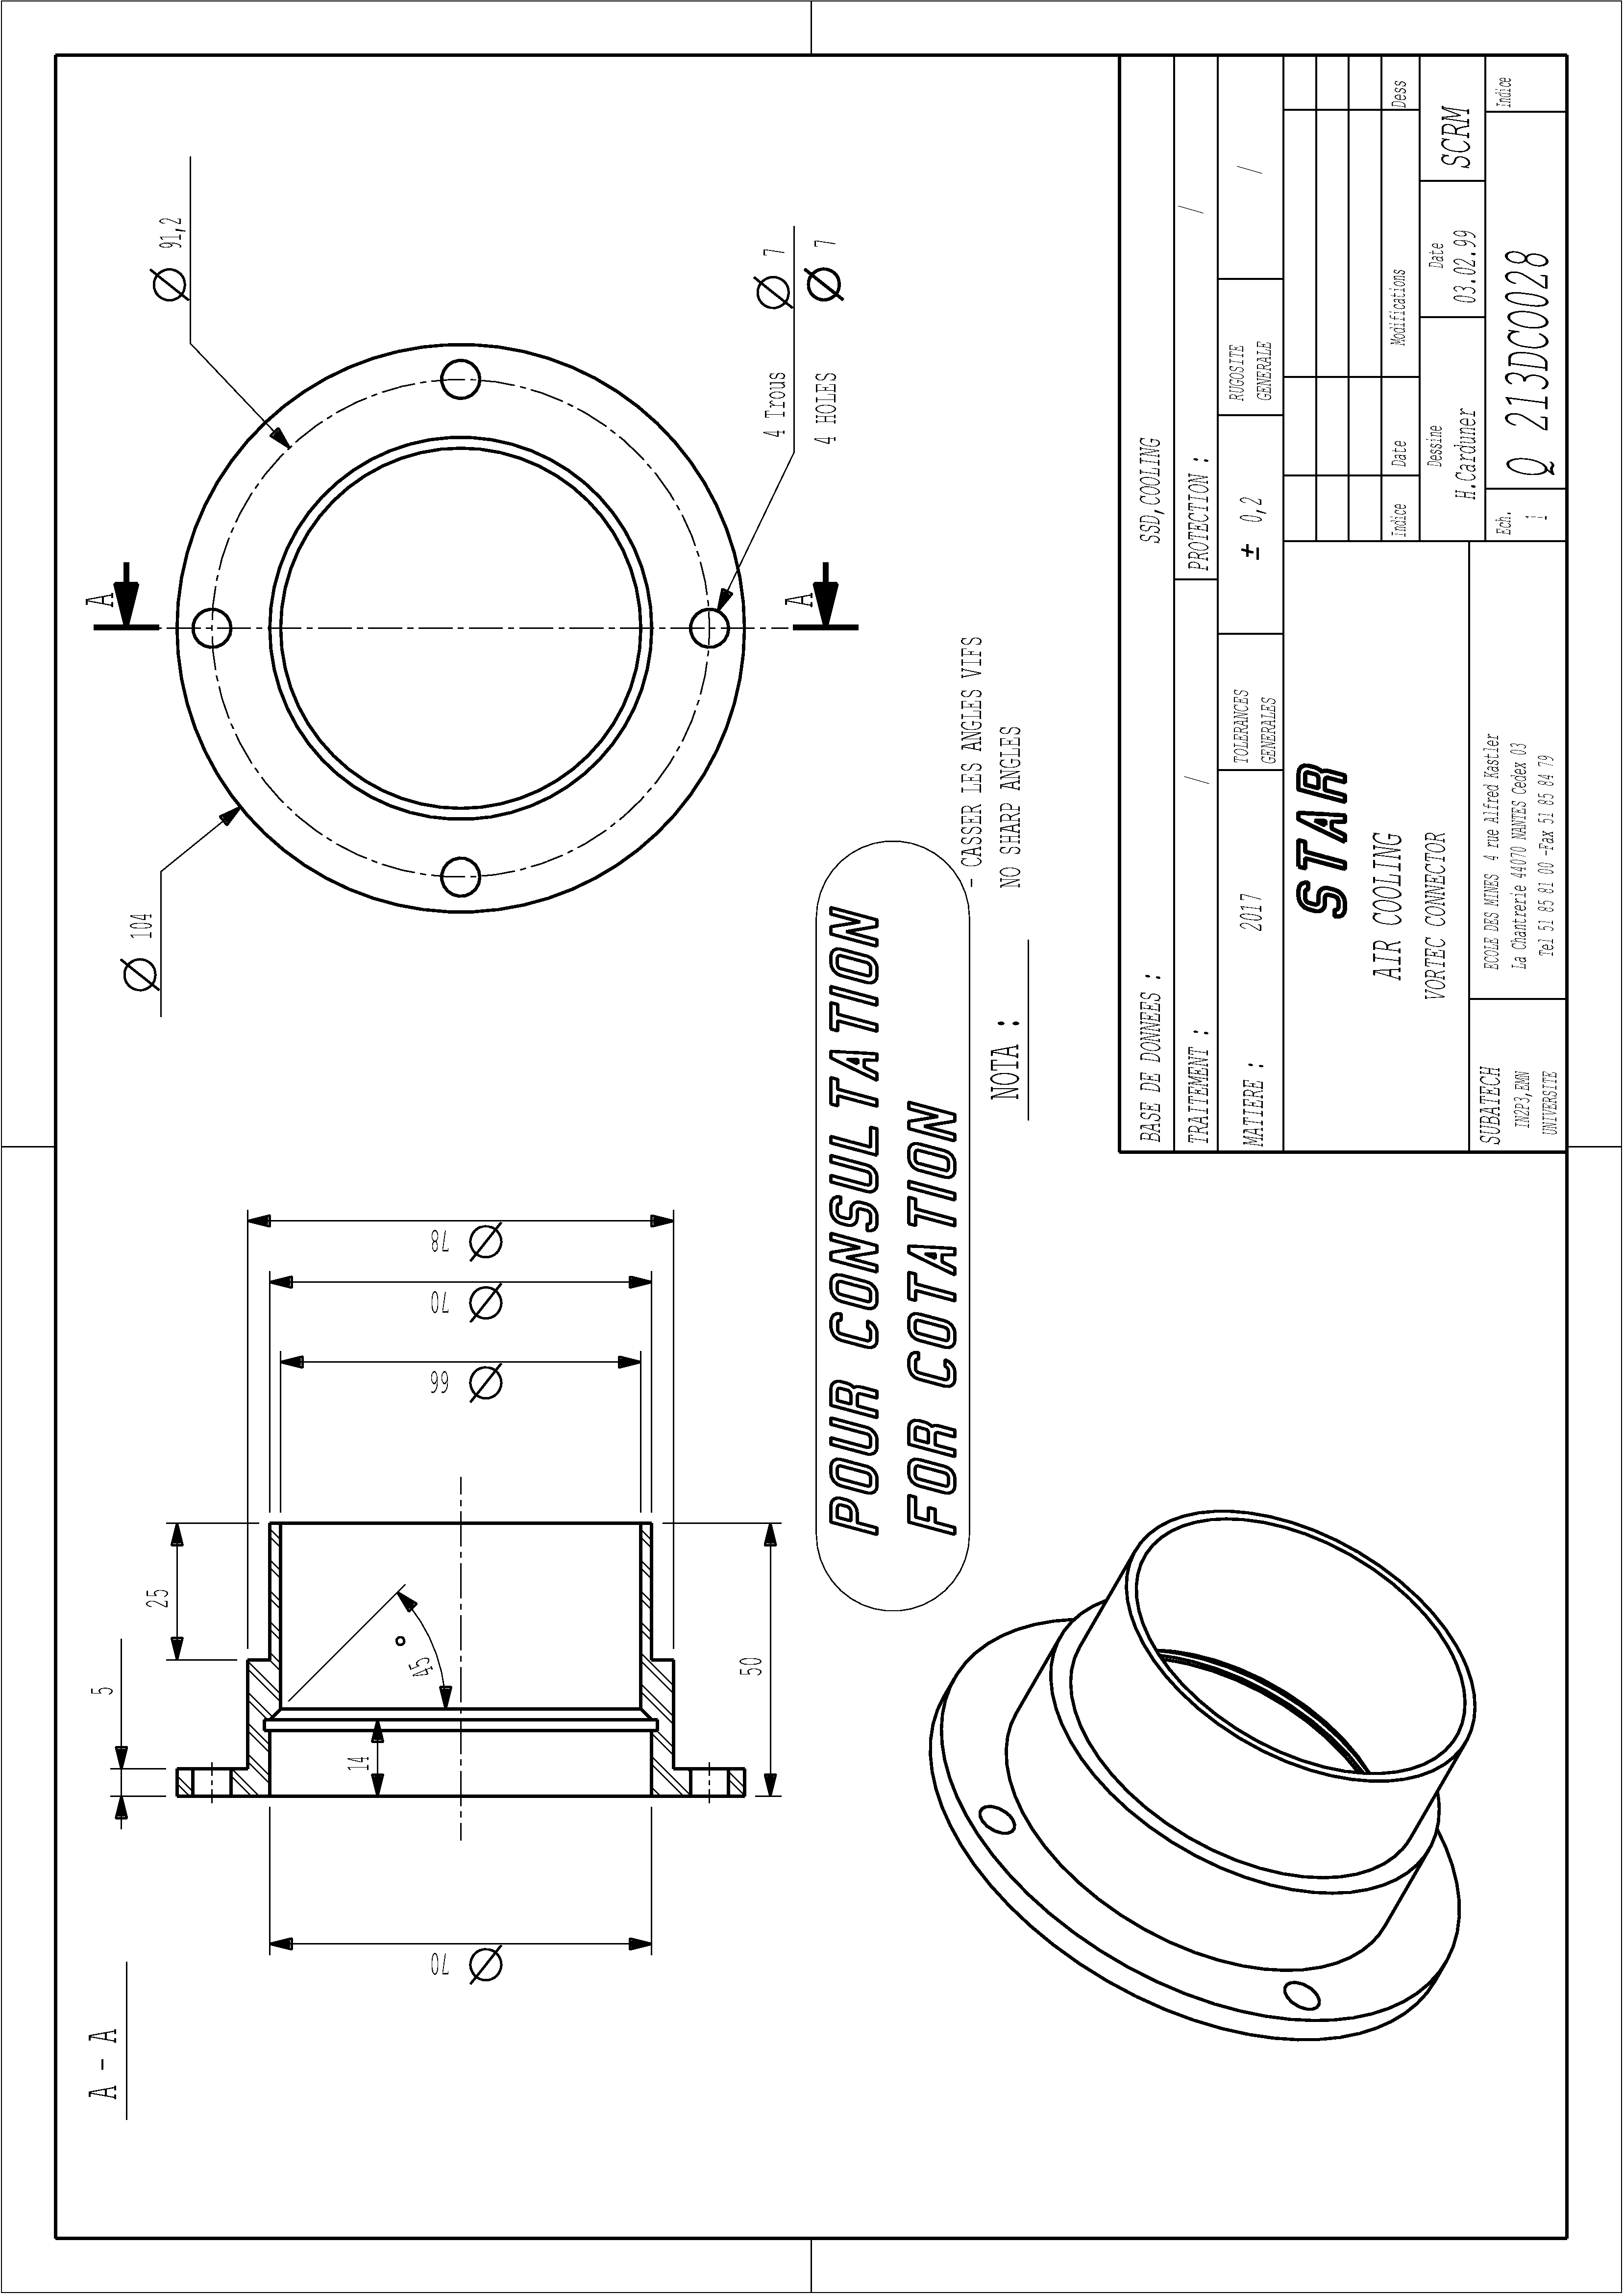 A - A
5
25
14
45°
50
Ø 70
Ø 66
Ø 70
Ø 78
Ø 104
Ø 91,2
A
A
4 Trous Ø 7
4 HOLES Ø 7
POUR CONSULTATION
FOR COTATION
NOTA :
- CASSER LES ANGLES VIFS
NO SHARP ANGLES
BASE DE DONNEES : SSD,COOLING
TRAITEMENT : / PROTECTION : /
MATIERE : 2017
TOLERANCES
GENERALES
± 0,2
RUGOSITE
GENERALE
/
STAR
AIR COOLING
VORTEC CONNECTOR
Indice Date Modifications Dess
Dessine
H.Carduner
Date
03.02.99
SCRM
SUBATECH
IN2P3,EMN
UNIVERSITE
ECOLE DES MINES 4 rue Alfred Kastler
La Chantrerie 44070 NANTES Cedex 03
Tel 51 85 81 00 -Fax 51 85 84 79
Ech.
1
Q 213DCO028
Indice